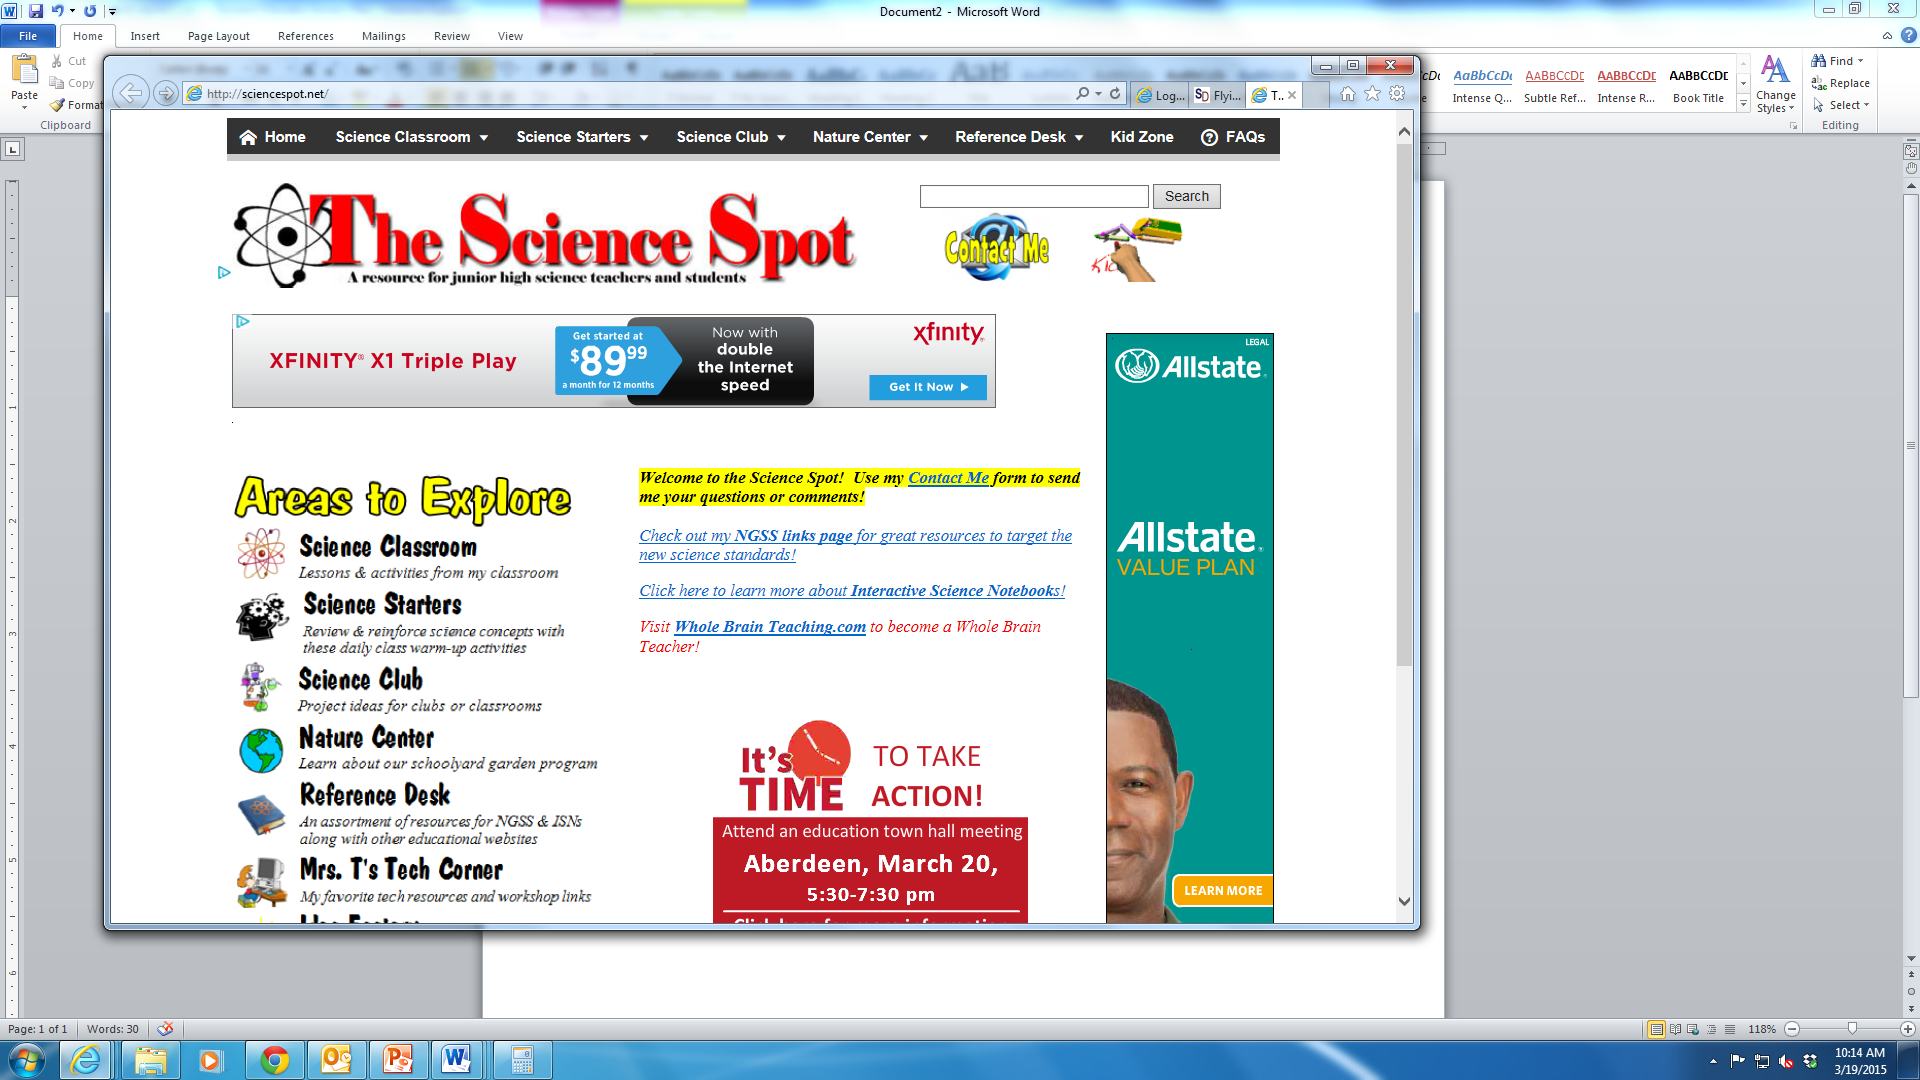 Document2 - Microsoft Word
File Home Insert Page Layout References Mailings Review View
Paste
Cut
Copy
Format
Clipboard
AaBbCcDc AABBCCDE AABBCCDE AABBCCDE
Intense Q... Subtle Ref... Intense R... Book Title
Change Styles
Find
Replace
Select
Editing
http://sciencespot.net/
Log... Flyi... T...
Home Science Classroom Science Starters Science Club Nature Center Reference Desk Kid Zone FAQs
The Science Spot
A resource for junior high science teachers and students
Search
Contact Me
XFINITY® X1 Triple Play
Get started at
$89.99
a month for 12 months
Now with
double
the Internet
speed
xfinity
Get It Now
LEGAL
Allstate
Allstate
VALUE PLAN
LEARN MORE
Areas to Explore
Science Classroom
Lessons & activities from my classroom
Science Starters
Review & reinforce science concepts with
these daily class warm-up activities
Science Club
Project ideas for clubs or classrooms
Nature Center
Learn about our schoolyard garden program
Reference Desk
An assortment of resources for NGSS & ISNs
along with other educational websites
Mrs. T's Tech Corner
My favorite tech resources and workshop links
Welcome to the Science Spot! Use my Contact Me form to send
me your questions or comments!
Check out my NGSS links page for great resources to target the
new science standards!
Click here to learn more about Interactive Science Notebooks!
Visit Whole Brain Teaching.com to become a Whole Brain
Teacher!
It's TIME
TO TAKE
ACTION!
Attend an education town hall meeting
Aberdeen, March 20,
5:30-7:30 pm
Click here for more information
Page: 1 of 1 Words: 30
118%
10:14 AM
3/19/2015